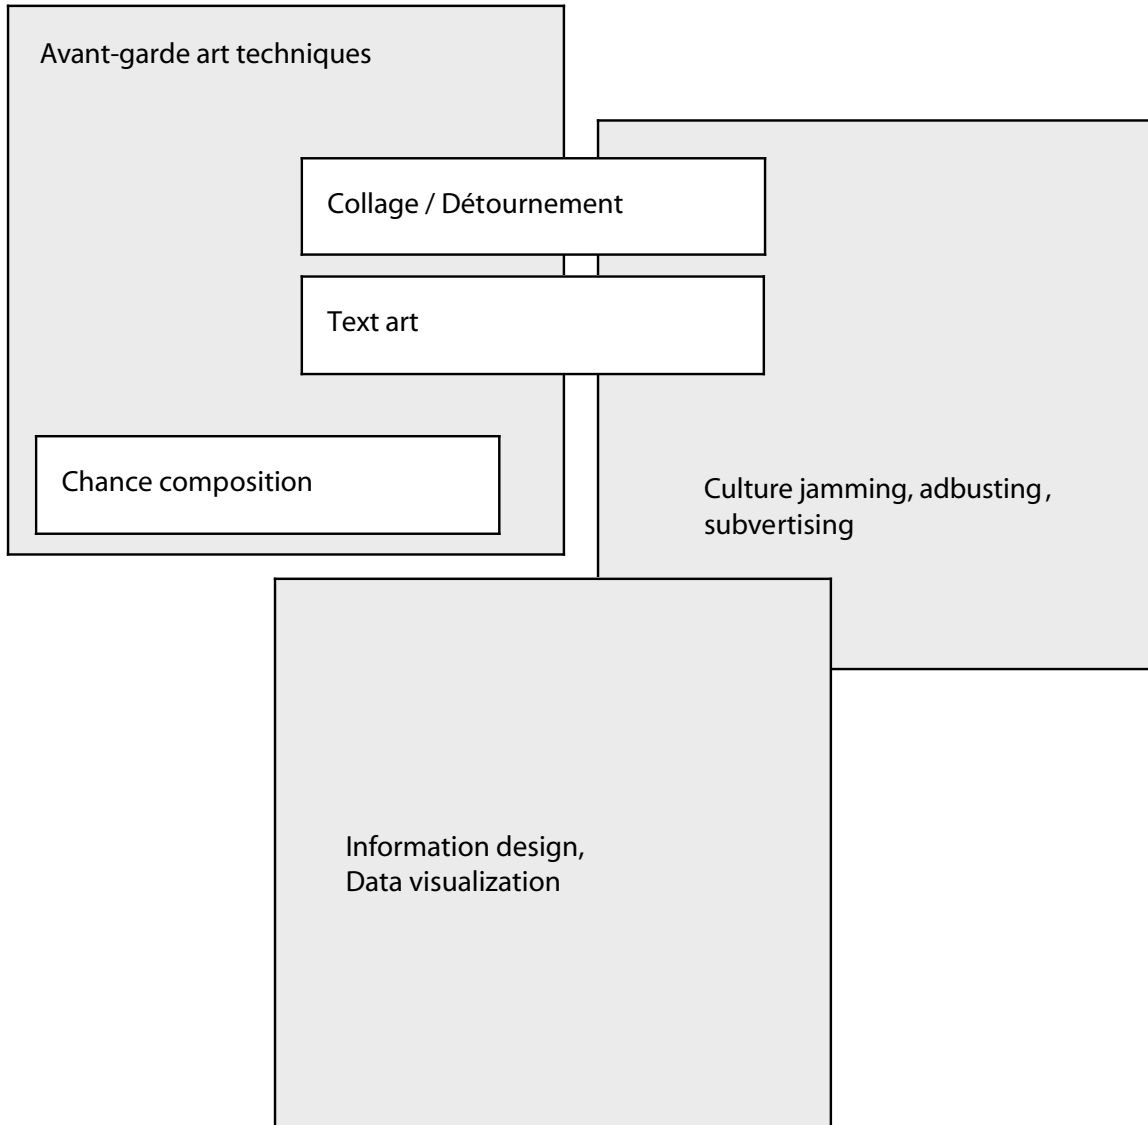 Avant-garde art techniques
Collage / Détournement
Text art
Chance composition
Culture jamming, adbusting,
subvertising
Information design,
Data visualization